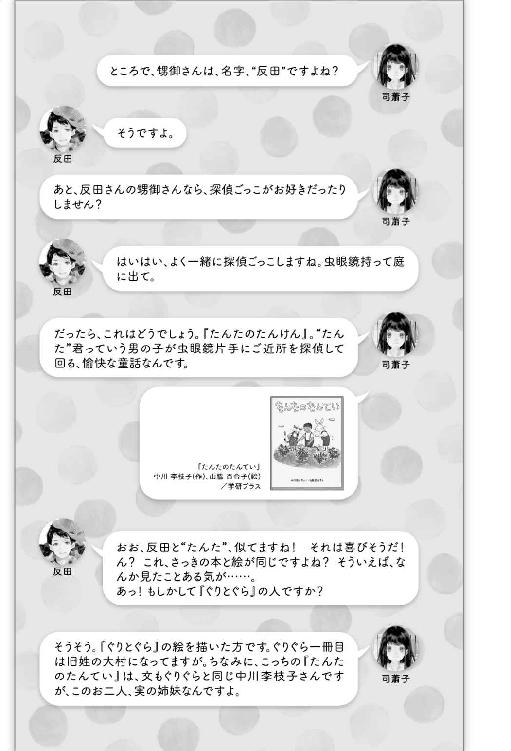 ところで、甥御さんは、名字、“反田”ですよね?
司書子
そうですよ。
反田
あと、反田さんの甥御さんなら、探偵ごっこがお好きだったり
しません?
司書子
はいはい、よく一緒に探偵ごっこしますね。虫眼鏡持って庭
に出て。
反田
だったら、これはどうでしょう。『たんたのたんけん』。“たん
た”君っていう男の子が虫眼鏡片手にご近所を探偵して
回る、愉快な童話なんです。
司書子
たんたのたんてい
『たんたのたんてい』
中川 李枝子(作)、山脇 百合子(絵)
/学研プラス
おお、反田と“たんた”、似てますね! それは喜びそうだ!
ん? これ、さっきの本と絵が同じですよね? そういえば、な
んか見たことある気が……。
あっ! もしかして『ぐりとぐら』の人ですか?
反田
そうそう。『ぐりとぐら』の絵を描いた方です。ぐりぐら一冊目
は旧姓の大村になってますが。ちなみに、こっちの『たんた
のたんてい』は、文もぐりぐらと同じ中川李枝子さんです
が、このお二人、実の姉妹なんですよ。
司書子